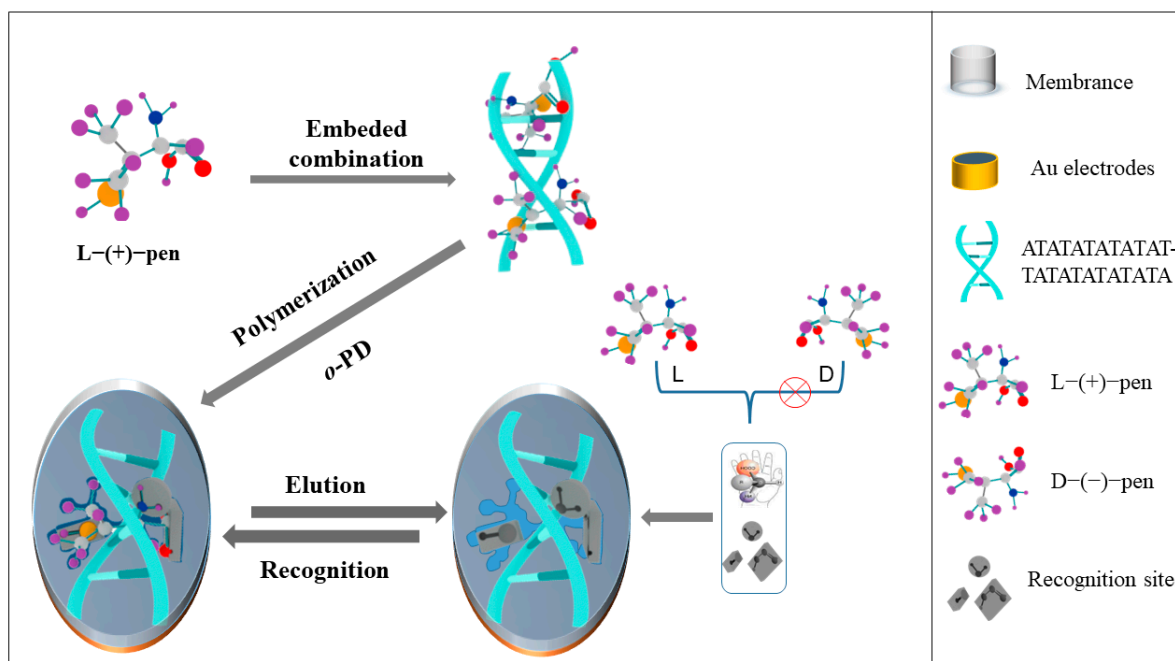 Embeded
combination
L−(+)−pen
Polymerization
o-PD
L
D
Elution
Recognition
Membrance
Au electrodes
ATATATATATAT-
TATATATATATA
L−(+)−pen
D−(−)−pen
Recognition site